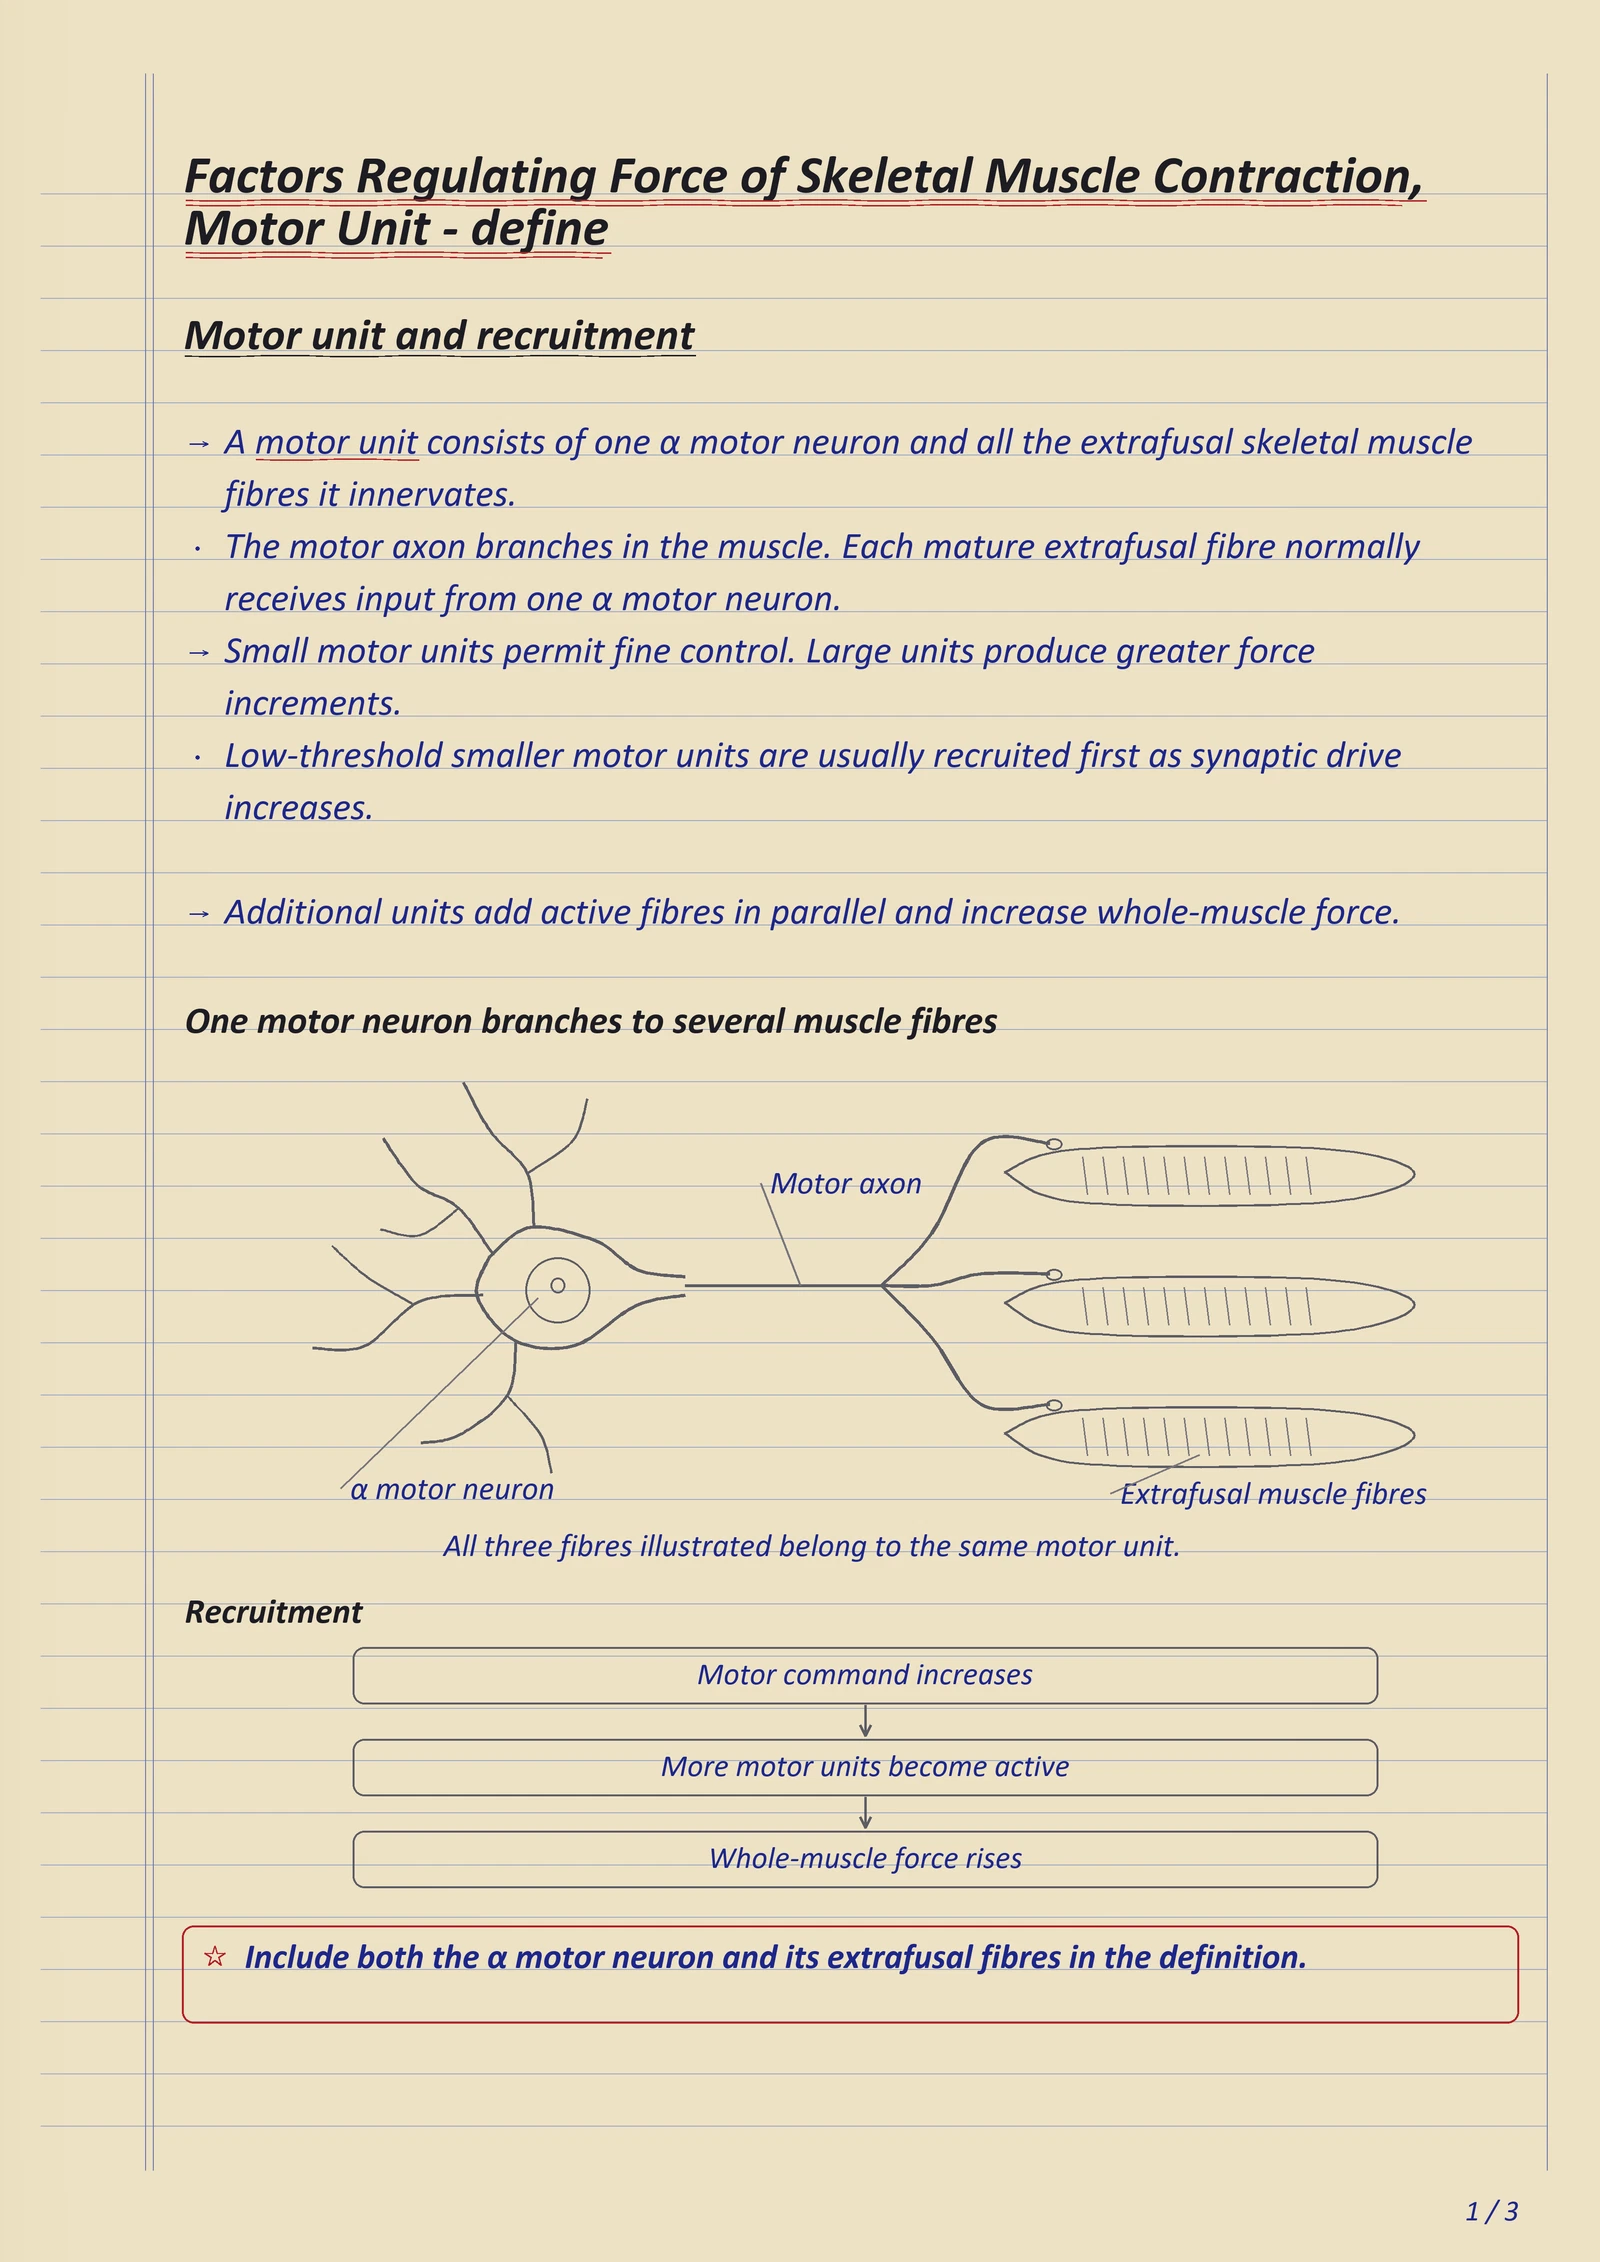 Factors Regulating Force of Skeletal Muscle Contraction,
Motor Unit - define
Motor unit and recruitment
→ A motor unit consists of one α motor neuron and all the extrafusal skeletal muscle
fibres it innervates.
· The motor axon branches in the muscle. Each mature extrafusal fibre normally
receives input from one α motor neuron.
→ Small motor units permit fine control. Large units produce greater force
increments.
· Low-threshold smaller motor units are usually recruited first as synaptic drive
increases.
→ Additional units add active fibres in parallel and increase whole-muscle force.
One motor neuron branches to several muscle fibres
Motor axon
α motor neuron
Extrafusal muscle fibres
All three fibres illustrated belong to the same motor unit.
Recruitment
Motor command increases
More motor units become active
Whole-muscle force rises
☆ Include both the α motor neuron and its extrafusal fibres in the definition.
1 / 3